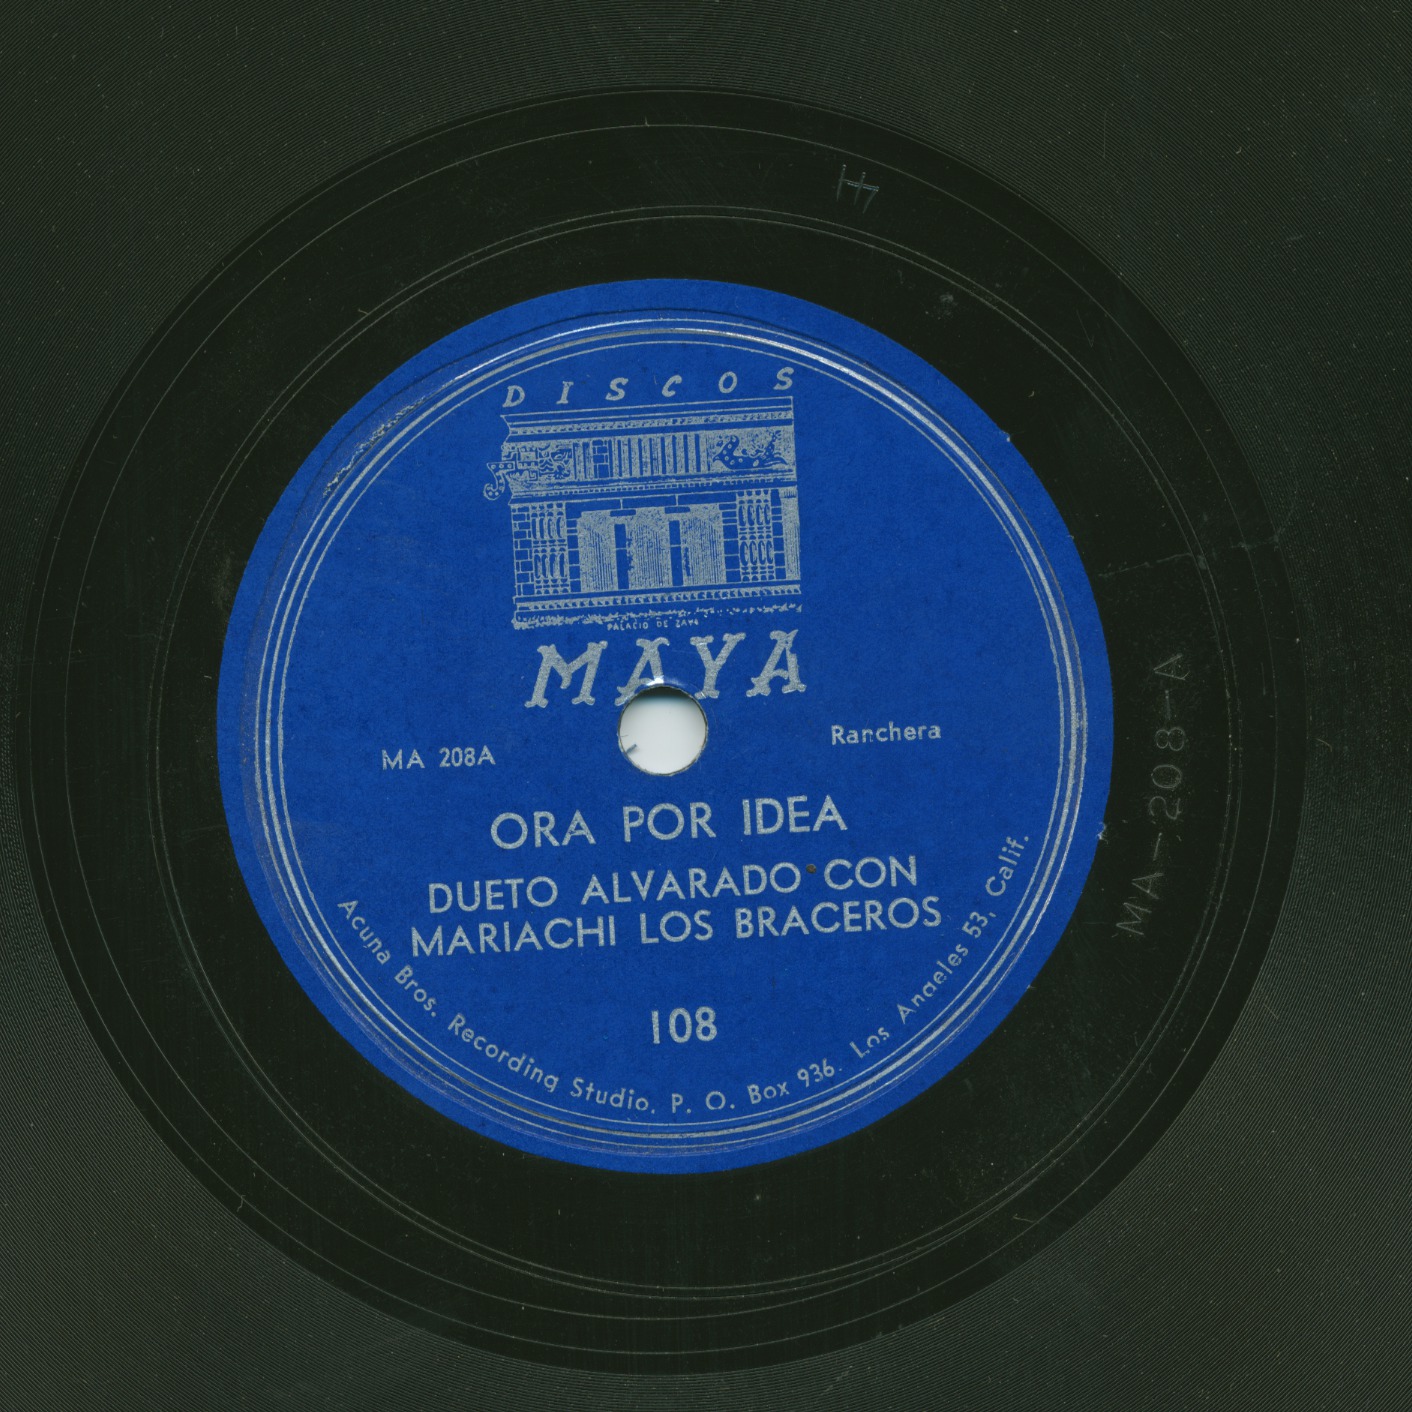 DISCOS
PALACIO DE ZAYI
MAYA
MA 208A
Ranchera
ORA POR IDEA
DUETO ALVARADO CON
MARIACHI LOS BRACEROS
108
Acuna Bros. Recording Studio. P. O. Box 936. Los Angeles 53, Calif.
MA-208-A